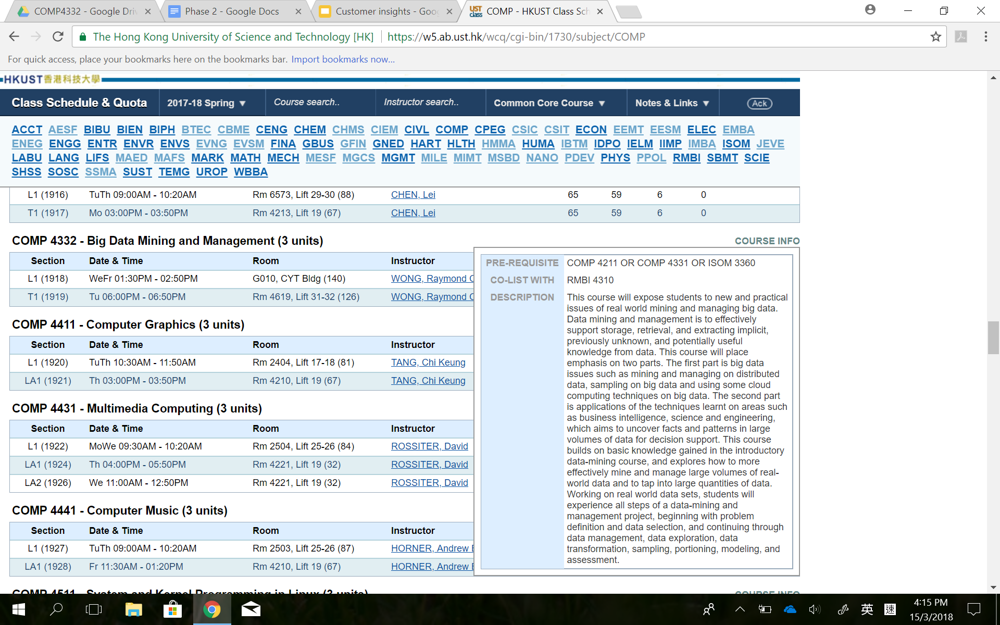 COMP4332 - Google Dri
Phase 2 - Google Docs
Customer insights - Goo
COMP - HKUST Class Sch
The Hong Kong University of Science and Technology [HK]
https://w5.ab.ust.hk/wcq/cgi-bin/1730/subject/COMP
For quick access, place your bookmarks here on the bookmarks bar. Import bookmarks now...
HKUST香港科技大學
Class Schedule & Quota 2017-18 Spring ▼ Course search.. Instructor search.. Common Core Course ▼ Notes & Links ▼ Ack
ACCT AESF BIBU BIEN BIPH BTEC CBME CENG CHEM CHMS CIEM CIVL COMP CPEG CSIC CSIT ECON EEMT EESM ELEC EMBA
ENEG ENGG ENTR ENVR ENVS EVNG EVSM FINA GBUS GFIN GNED HART HLTH HMMA HUMA IBTM IDPO IELM IIMP IMBA ISOM JEVE
LABU LANG LIFS MAED MAFS MARK MATH MECH MESF MGCS MGMT MILE MIMT MSBD NANO PDEV PHYS PPOL RMBI SBMT SCIE
SHSS SOSC SSMA SUST TEMG UROP WBBA
L1 (1916) TuTh 09:00AM - 10:20AM Rm 6573, Lift 29-30 (88) CHEN, Lei 65 59 6 0
T1 (1917) Mo 03:00PM - 03:50PM Rm 4213, Lift 19 (67) CHEN, Lei 65 59 6 0
COMP 4332 - Big Data Mining and Management (3 units) COURSE INFO
Section Date & Time Room Instructor
L1 (1918) WeFr 01:30PM - 02:50PM G010, CYT Bldg (140) WONG, Raymond C
T1 (1919) Tu 06:00PM - 06:50PM Rm 4619, Lift 31-32 (126) WONG, Raymond C
COMP 4411 - Computer Graphics (3 units)
Section Date & Time Room Instructor
L1 (1920) TuTh 10:30AM - 11:50AM Rm 2404, Lift 17-18 (81) TANG, Chi Keung
LA1 (1921) Th 03:00PM - 03:50PM Rm 4210, Lift 19 (67) TANG, Chi Keung
COMP 4431 - Multimedia Computing (3 units)
Section Date & Time Room Instructor
L1 (1922) MoWe 09:30AM - 10:20AM Rm 2504, Lift 25-26 (84) ROSSITER, David
LA1 (1924) Th 04:00PM - 05:50PM Rm 4221, Lift 19 (32) ROSSITER, David
LA2 (1926) We 11:00AM - 12:50PM Rm 4221, Lift 19 (32) ROSSITER, David
COMP 4441 - Computer Music (3 units)
Section Date & Time Room Instructor
L1 (1927) TuTh 09:00AM - 10:20AM Rm 2503, Lift 25-26 (87) HORNER, Andrew
LA1 (1928) Fr 11:30AM - 01:20PM Rm 4210, Lift 19 (67) HORNER, Andrew
PRE-REQUISITE COMP 4211 OR COMP 4331 OR ISOM 3360
CO-LIST WITH RMBI 4310
DESCRIPTION This course will expose students to new and practical
issues of real world mining and managing big data.
Data mining and management is to effectively
support storage, retrieval, and extracting implicit,
previously unknown, and potentially useful
knowledge from data. This course will place
emphasis on two parts. The first part is big data
issues such as mining and managing on distributed
data, sampling on big data and using some cloud
computing techniques on big data. The second part
is applications of the techniques learnt on areas such
as business intelligence, science and engineering,
which aims to uncover facts and patterns in large
volumes of data for decision support. This course
builds on basic knowledge gained in the introductory
data-mining course, and explores how to more
effectively mine and manage large volumes of real-
world data and to tap into large quantities of data.
Working on real world data sets, students will
experience all steps of a data-mining and
management project, beginning with problem
definition and data selection, and continuing through
data management, data exploration, data
transformation, sampling, portioning, modeling, and
assessment.
COMP 4511 - System and Kernel Programming in Linux (3 units) COURSE INFO
英 速 4:15 PM
15/3/2018